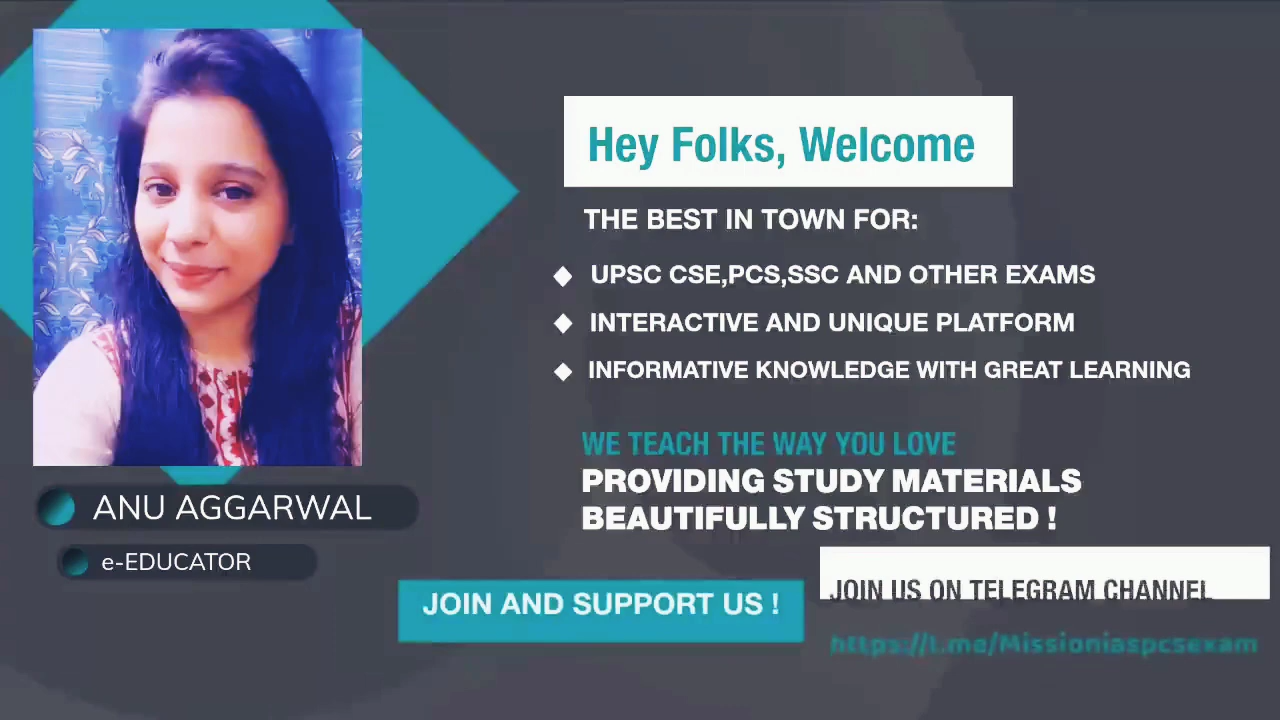 Hey Folks, Welcome
THE BEST IN TOWN FOR:
◆ UPSC CSE,PCS,SSC AND OTHER EXAMS
◆ INTERACTIVE AND UNIQUE PLATFORM
◆ INFORMATIVE KNOWLEDGE WITH GREAT LEARNING
WE TEACH THE WAY YOU LOVE
PROVIDING STUDY MATERIALS
BEAUTIFULLY STRUCTURED !
ANU AGGARWAL
e-EDUCATOR
JOIN AND SUPPORT US !
JOIN US ON TELEGRAM CHANNEL
https://t.me/Missioniaspcsexam